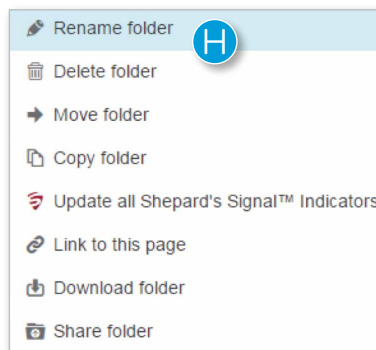 Rename folder
H
Delete folder
Move folder
Copy folder
Update all Shepard's Signal™ Indicators
Link to this page
Download folder
Share folder